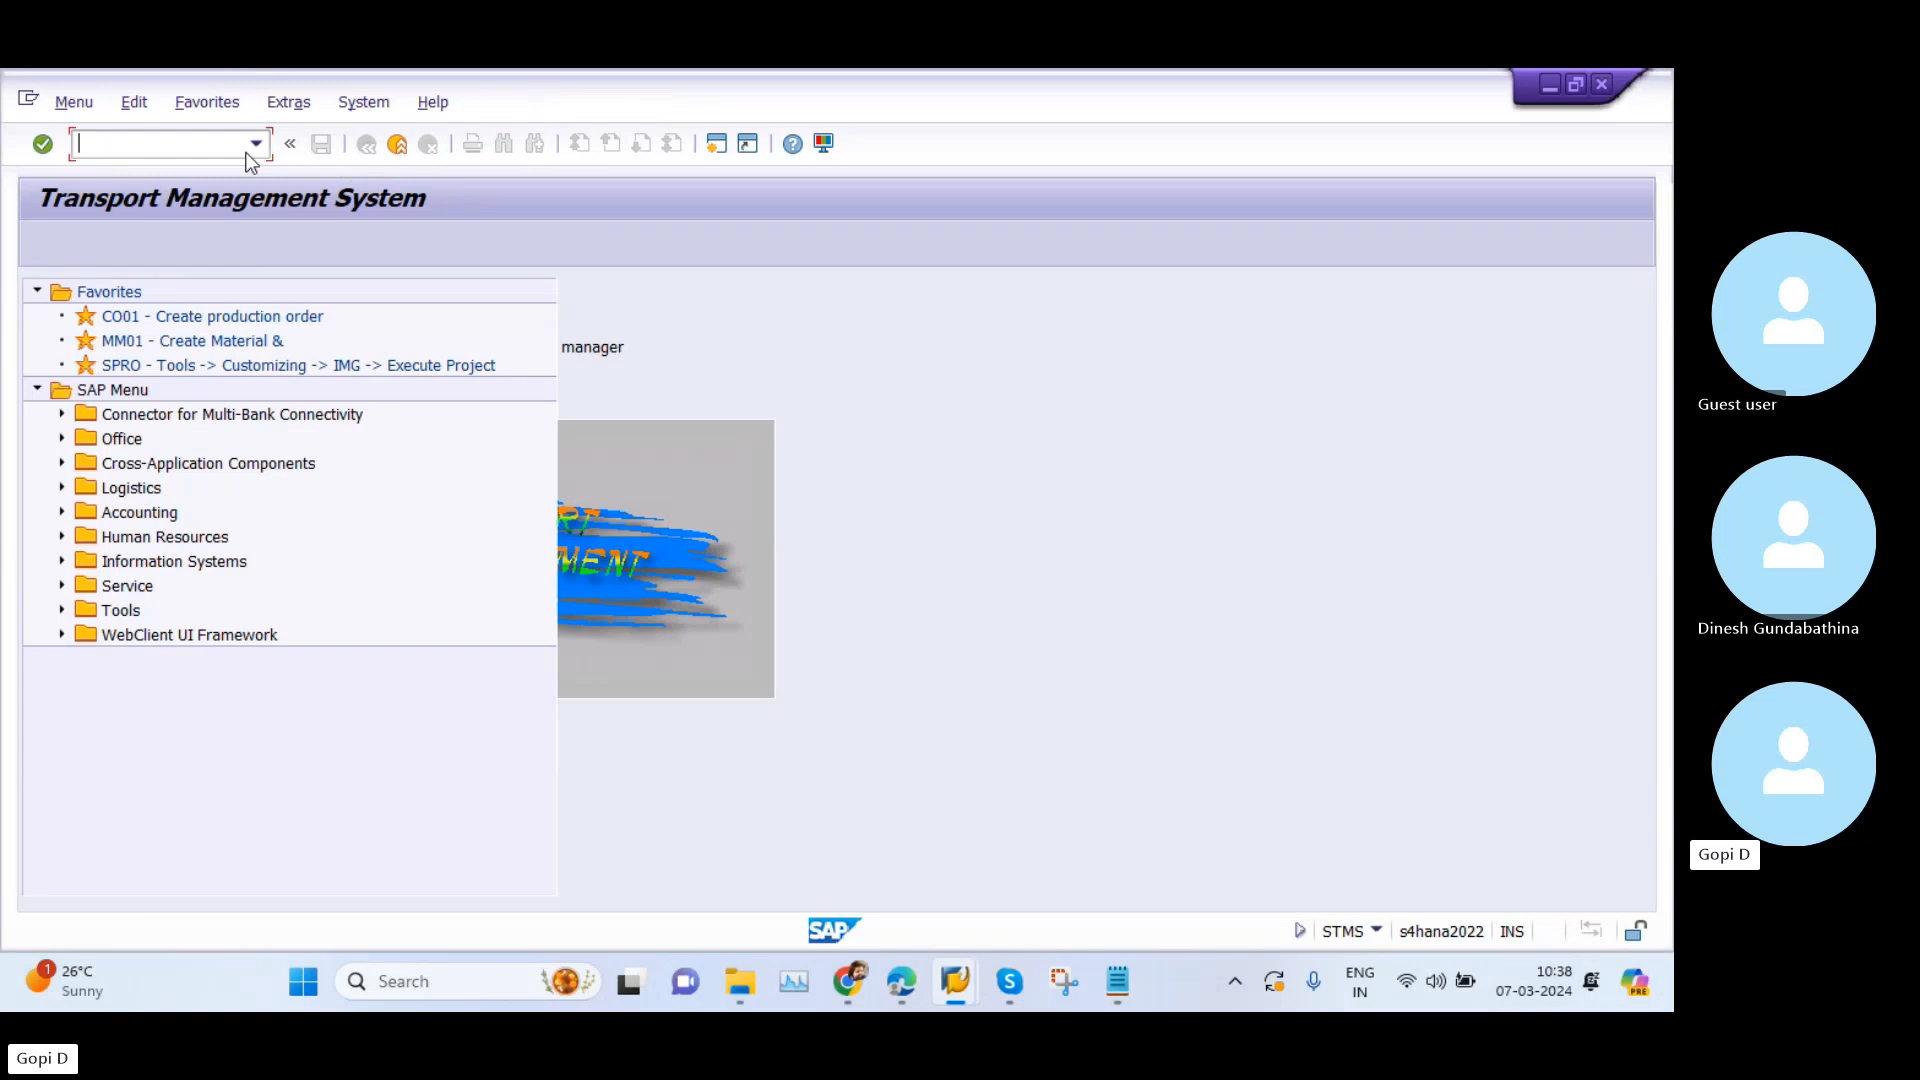 Menu Edit Favorites Extras System Help
Transport Management System
Favorites
CO01 - Create production order
MM01 - Create Material &
SPRO - Tools -> Customizing -> IMG -> Execute Project
manager
SAP Menu
Connector for Multi-Bank Connectivity
Office
Cross-Application Components
Logistics
Accounting
Human Resources
Information Systems
Service
Tools
WebClient UI Framework
MENT
SAP
STMS s4hana2022 INS
1
26°C
Sunny
Search
PRE
ENG
IN
10:38
07-03-2024
Guest user
Dinesh Gundabathina
Gopi D
Gopi D